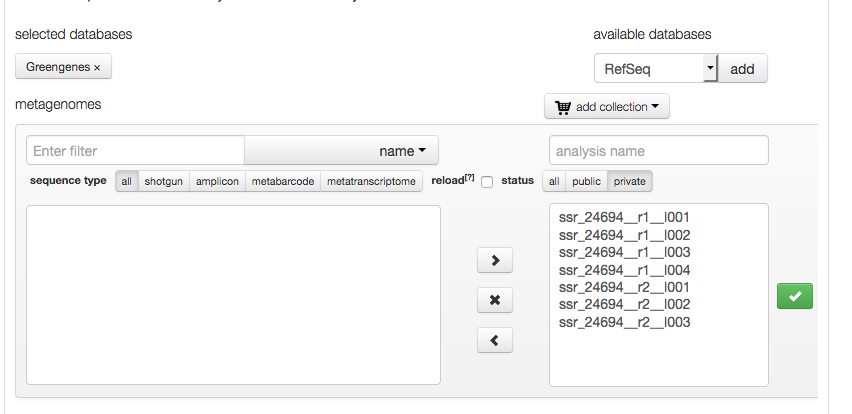 selected databases
available databases
Greengenes ×
RefSeq
add
metagenomes
add collection
Enter filter
name
analysis name
sequence type
all
shotgun
amplicon
metabarcode
metatranscriptome
reload[?]
status
all
public
private
ssr_24694__r1__l001
ssr_24694__r1__l002
ssr_24694__r1__l003
ssr_24694__r1__l004
ssr_24694__r2__l001
ssr_24694__r2__l002
ssr_24694__r2__l003